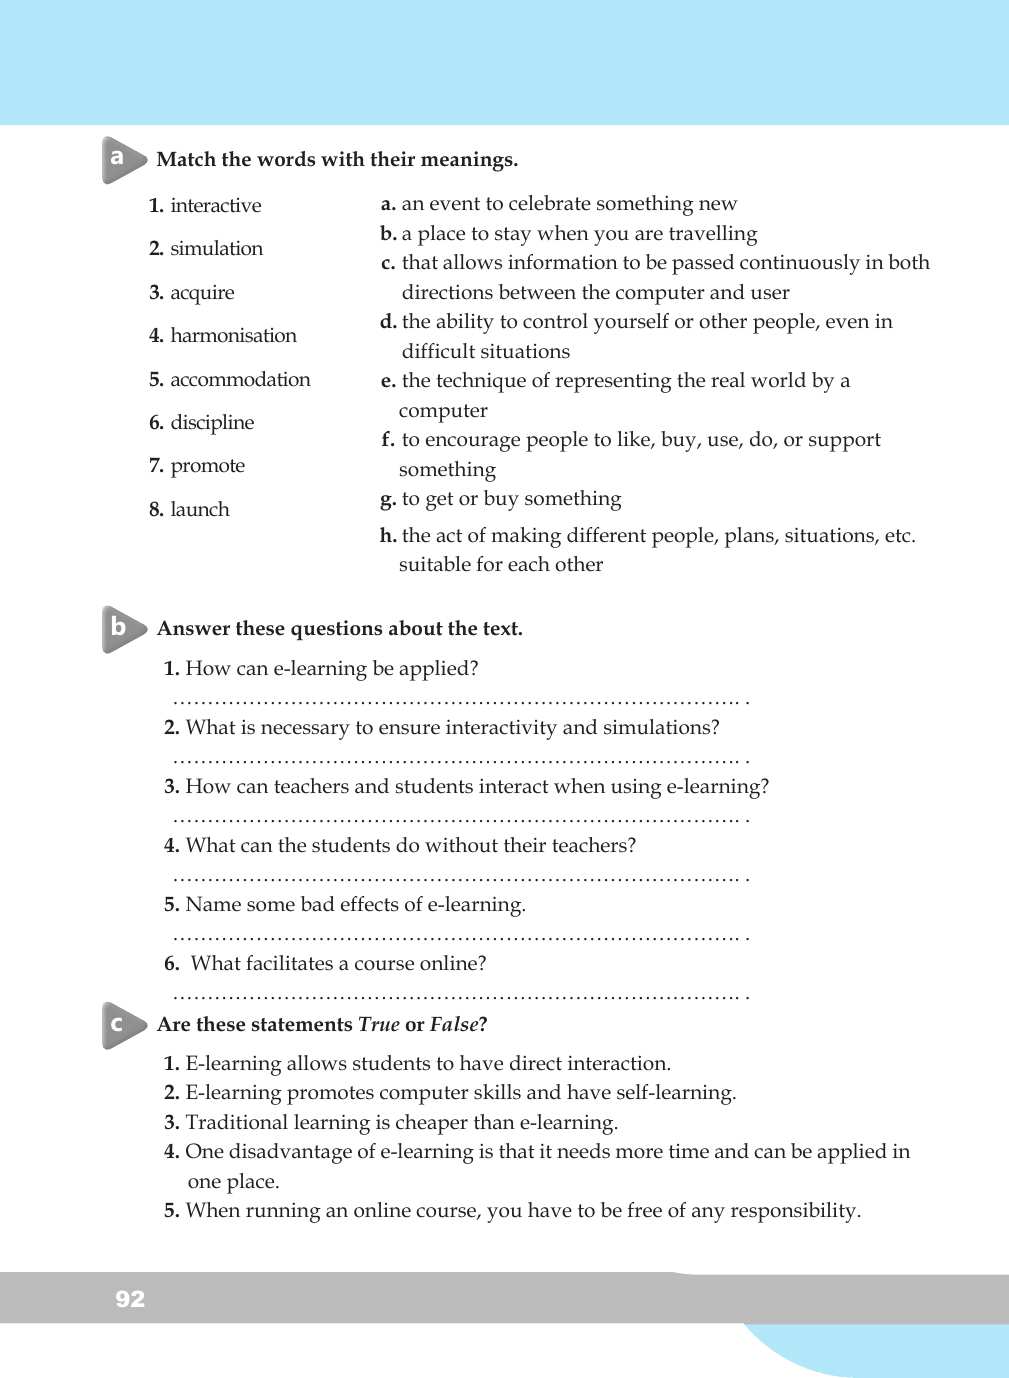 a Match the words with their meanings.
1. interactive
2. simulation
3. acquire
4. harmonisation
5. accommodation
6. discipline
7. promote
8. launch
a. an event to celebrate something new
b. a place to stay when you are travelling
c. that allows information to be passed continuously in both
directions between the computer and user
d. the ability to control yourself or other people, even in
difficult situations
e. the technique of representing the real world by a
computer
f. to encourage people to like, buy, use, do, or support
something
g. to get or buy something
h. the act of making different people, plans, situations, etc.
suitable for each other
b Answer these questions about the text.
1. How can e-learning be applied?
………………………………………………………………………. .
2. What is necessary to ensure interactivity and simulations?
………………………………………………………………………. .
3. How can teachers and students interact when using e-learning?
………………………………………………………………………. .
4. What can the students do without their teachers?
………………………………………………………………………. .
5. Name some bad effects of e-learning.
………………………………………………………………………. .
6. What facilitates a course online?
………………………………………………………………………. .
c Are these statements True or False?
1. E-learning allows students to have direct interaction.
2. E-learning promotes computer skills and have self-learning.
3. Traditional learning is cheaper than e-learning.
4. One disadvantage of e-learning is that it needs more time and can be applied in
one place.
5. When running an online course, you have to be free of any responsibility.
92